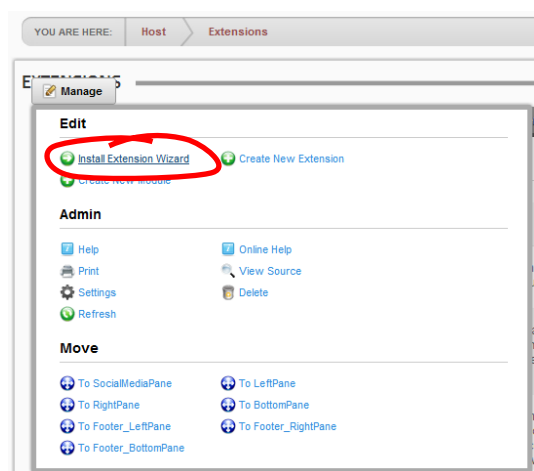 YOU ARE HERE: Host Extensions
Manage
Edit
Install Extension Wizard Create New Extension
Create New Module
Admin
Help Online Help
Print View Source
Settings Delete
Refresh
Move
To SocialMediaPane To LeftPane
To RightPane To BottomPane
To Footer_LeftPane To Footer_RightPane
To Footer_BottomPane